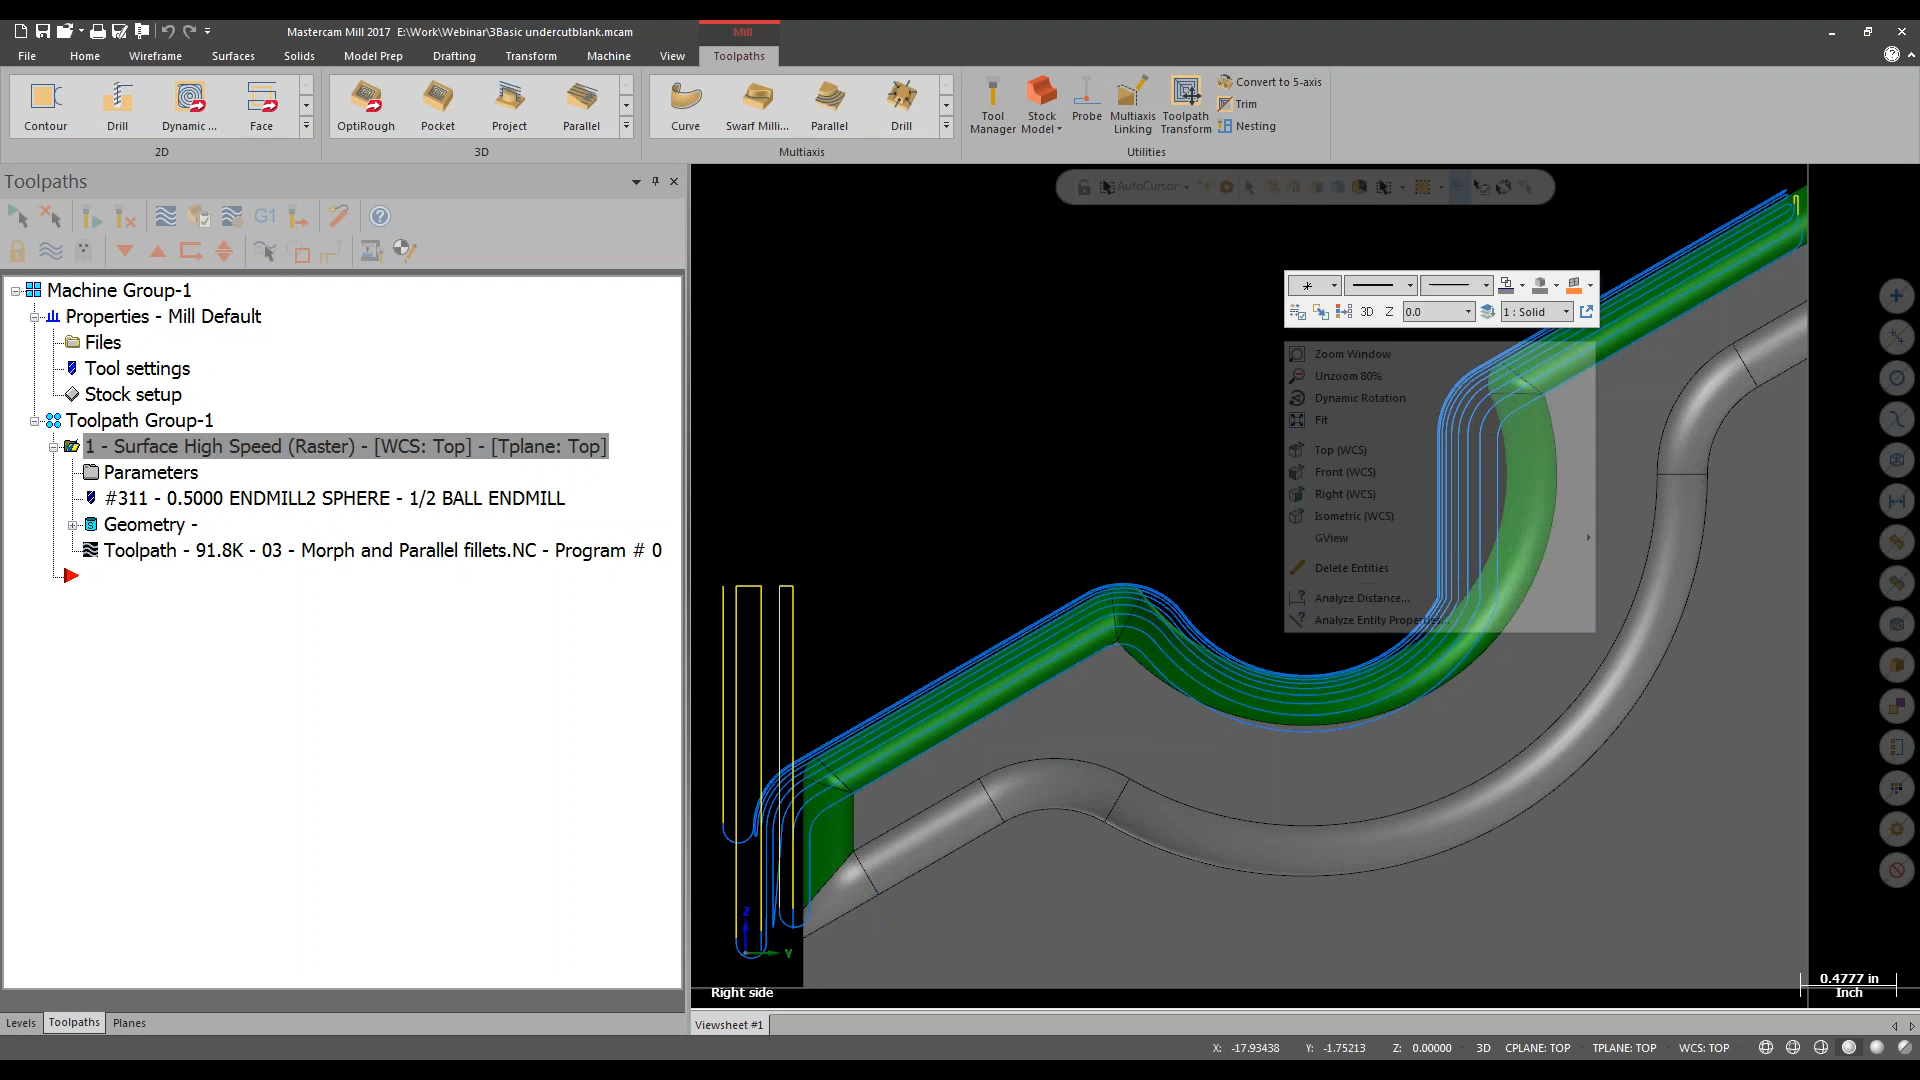 Mastercam Mill 2017  E:\Work\Webinar\3Basic undercutblank.mcam
Mill
File Home Wireframe Surfaces Solids Model Prep Drafting Transform Machine View Toolpaths
Contour Drill Dynamic ... Face
2D
OptiRough Pocket Project Parallel
3D
Curve Swarf Milli... Parallel Drill
Multiaxis
Tool Manager
Stock Model
Probe
Multiaxis Linking
Toolpath Transform
Convert to 5-axis
Trim
Nesting
Utilities
Toolpaths
G1
AutoCursor
Machine Group-1
Properties - Mill Default
Files
Tool settings
Stock setup
Toolpath Group-1
1 - Surface High Speed (Raster) - [WCS: Top] - [Tplane: Top]
Parameters
#311 - 0.5000 ENDMILL2 SPHERE - 1/2 BALL ENDMILL
Geometry -
Toolpath - 91.8K - 03 - Morph and Parallel fillets.NC - Program # 0
3D Z 0.0 1 : Solid
Zoom Window
Unzoom 80%
Dynamic Rotation
Fit
Top (WCS)
Front (WCS)
Right (WCS)
Isometric (WCS)
GView
Delete Entities
Analyze Distance...
Analyze Entity Properties...
Z
Y
Right side
0.4777 in
Inch
Levels Toolpaths Planes
Viewsheet #1
X: -17.93438 Y: -1.75213 Z: 0.00000 3D CPLANE: TOP TPLANE: TOP WCS: TOP